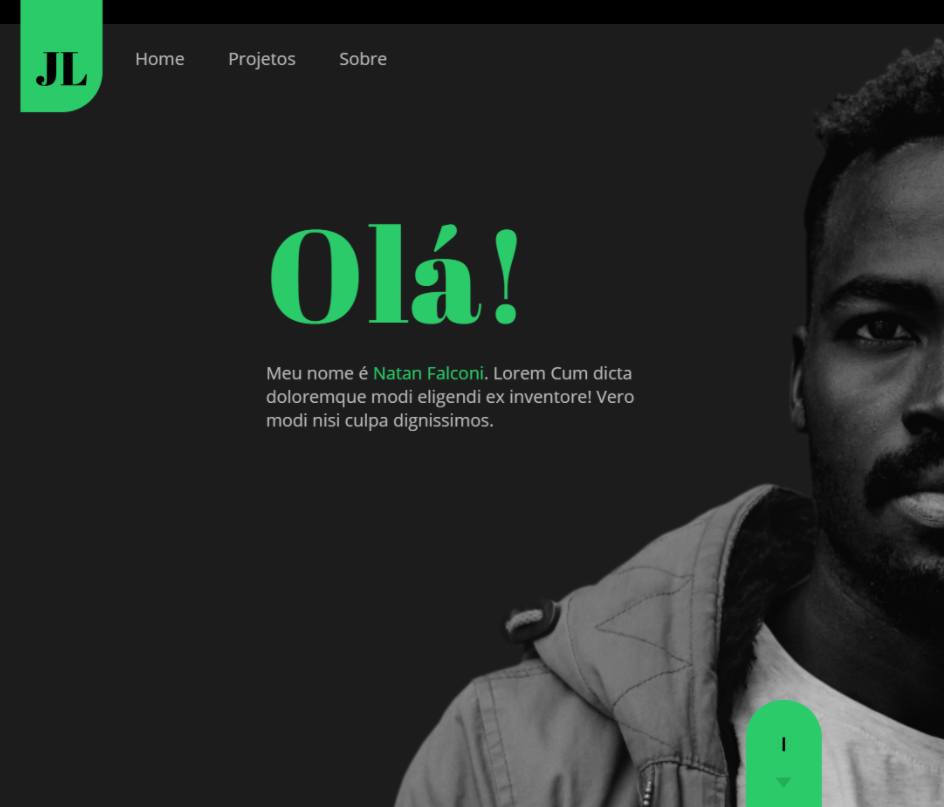 JL
Home Projetos Sobre
Olá!
Meu nome é Natan Falconi. Lorem Cum dicta
doloremque modi eligendi ex inventore! Vero
modi nisi culpa dignissimos.